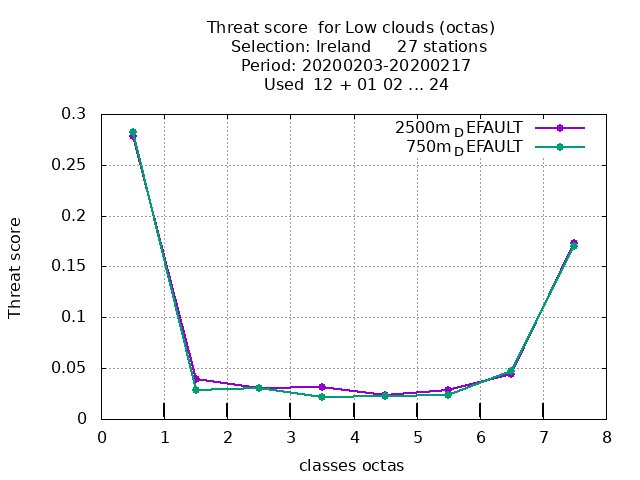 Threat score  for Low clouds (octas)
Selection: Ireland     27 stations
Period: 20200203-20200217
Used  12 + 01 02 ... 24
0.3
2500m_DEFAULT
750m_DEFAULT
0.25
0.2
0.15
0.1
0.05
0
Threat score
0 1 2 3 4 5 6 7 8
classes octas